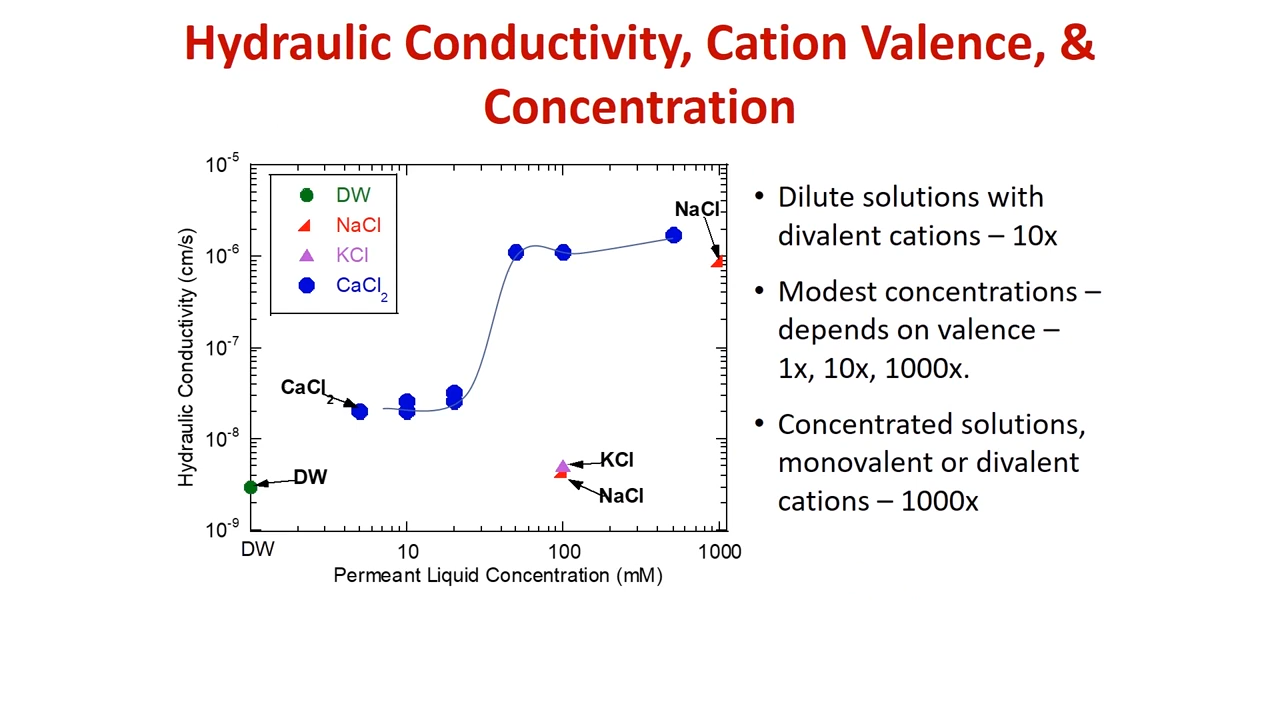 Hydraulic Conductivity, Cation Valence, &
Concentration
10-5
10-6
10-7
10-8
10-9
Hydraulic Conductivity (cm/s)
DW
NaCl
KCl
CaCl2
NaCl
CaCl2
DW
KCl
NaCl
DW
10
100
1000
Permeant Liquid Concentration (mM)
• Dilute solutions with
divalent cations – 10x
• Modest concentrations –
depends on valence –
1x, 10x, 1000x.
• Concentrated solutions,
monovalent or divalent
cations – 1000x